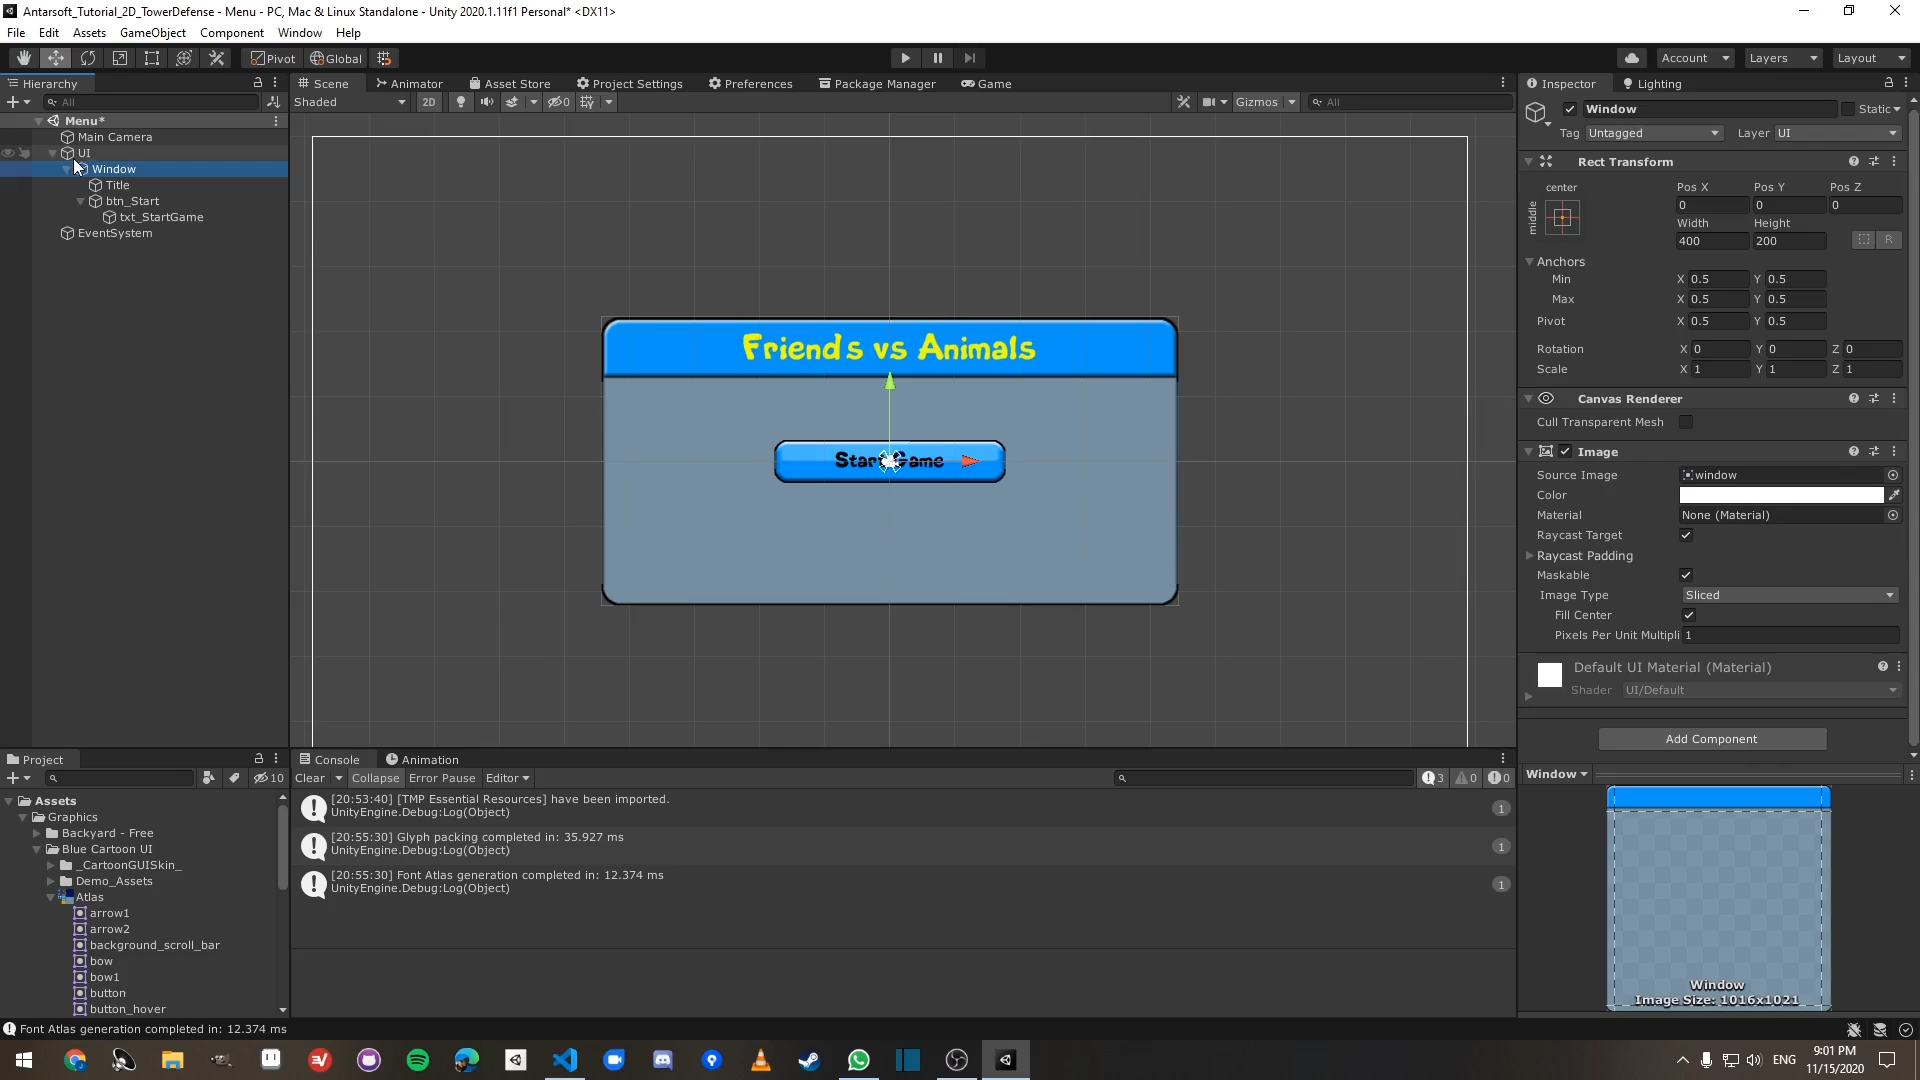 Antarsoft_Tutorial_2D_TowerDefense - Menu - PC, Mac & Linux Standalone - Unity 2020.1.11f1 Personal* <DX11>
File Edit Assets GameObject Component Window Help
Pivot Global Account Layers Layout
Hierarchy
All
Menu*
Main Camera
UI
Window
Title
btn_Start
txt_StartGame
EventSystem
Scene Animator Asset Store Project Settings Preferences Package Manager Game
Shaded 2D 0 Gizmos All
Friends vs Animals
Start Game
Inspector Lighting
Window Static
Tag Untagged Layer UI
Rect Transform
center Pos X Pos Y Pos Z
middle 0 0 0
Width Height
400 200 R
Anchors
Min X 0.5 Y 0.5
Max X 0.5 Y 0.5
Pivot X 0.5 Y 0.5
Rotation X 0 Y 0 Z 0
Scale X 1 Y 1 Z 1
Canvas Renderer
Cull Transparent Mesh
Image
Source Image window
Color
Material None (Material)
Raycast Target
Raycast Padding
Maskable
Image Type Sliced
Fill Center
Pixels Per Unit Multipli 1
Default UI Material (Material)
Shader UI/Default
Add Component
Window
Window
Image Size: 1016x1021
Project
10
Assets
Graphics
Backyard - Free
Blue Cartoon UI
_CartoonGUISkin_
Demo_Assets
Atlas
arrow1
arrow2
background_scroll_bar
bow
bow1
button
button_hover
Console Animation
Clear Collapse Error Pause Editor 3 0 0
[20:53:40] [TMP Essential Resources] have been imported.
UnityEngine.Debug:Log(Object)
1
[20:55:30] Glyph packing completed in: 35.927 ms
UnityEngine.Debug:Log(Object)
1
[20:55:30] Font Atlas generation completed in: 12.374 ms
UnityEngine.Debug:Log(Object)
1
Font Atlas generation completed in: 12.374 ms
ENG
9:01 PM
11/15/2020